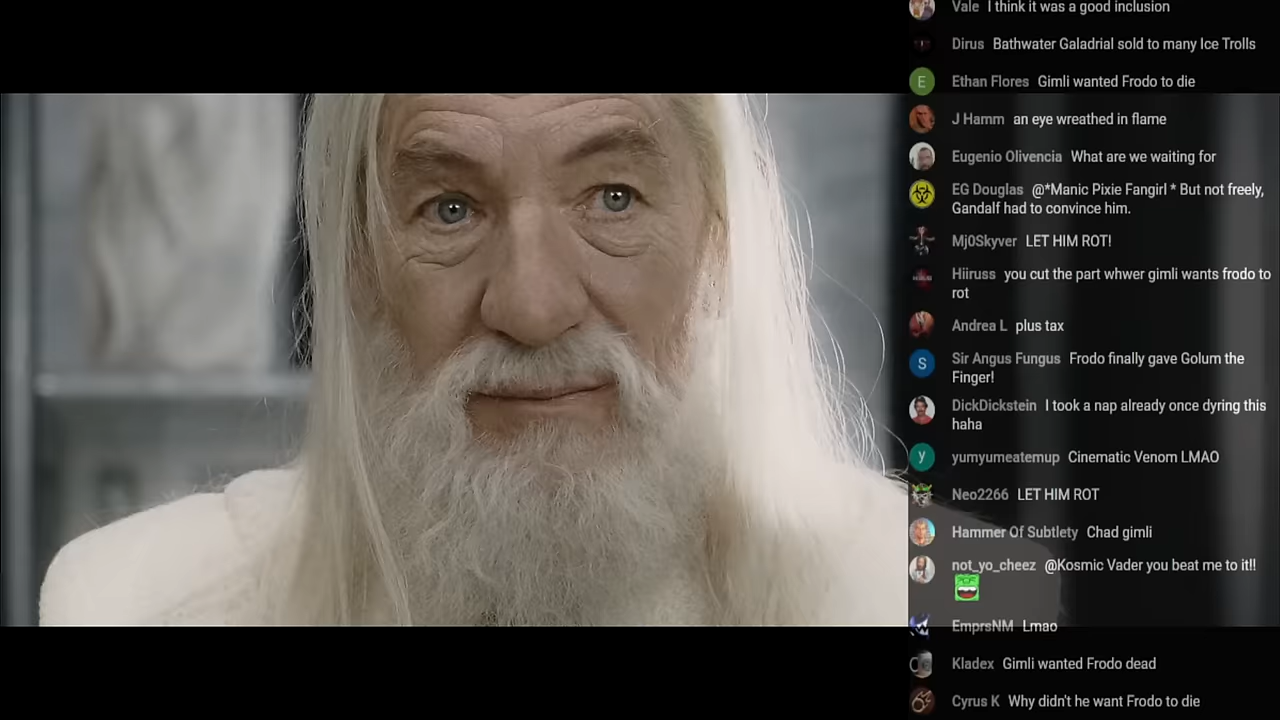 Vale I think it was a good inclusion
Dirus Bathwater Galadrial sold to many Ice Trolls
E Ethan Flores Gimli wanted Frodo to die
J Hamm an eye wreathed in flame
Eugenio Olivencia What are we waiting for
EG Douglas @*Manic Pixie Fangirl * But not freely,
Gandalf had to convince him.
Mj0Skyver LET HIM ROT!
Hiiruss you cut the part whwer gimli wants frodo to
rot
Andrea L plus tax
S Sir Angus Fungus Frodo finally gave Golum the
Finger!
DickDickstein I took a nap already once dyring this
haha
y yumyumeatemup Cinematic Venom LMAO
Neo2266 LET HIM ROT
Hammer Of Subtlety Chad gimli
not_yo_cheez @Kosmic Vader you beat me to it!!
EmprsNM Lmao
Kladex Gimli wanted Frodo dead
Cyrus K Why didn't he want Frodo to die